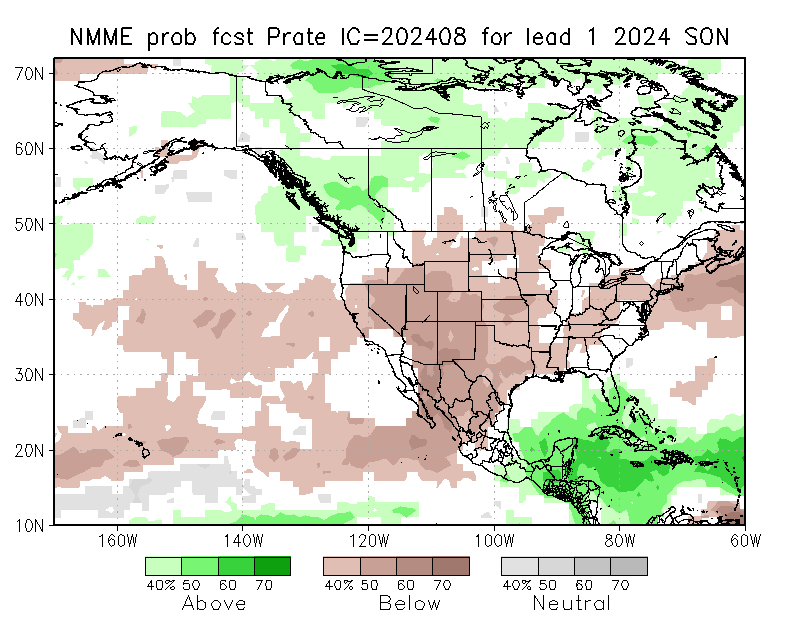 NMME prob fcst Prate IC=202408 for lead 1 2024 SON
70N
60N
50N
40N
30N
20N
10N
160W 140W 120W 100W 80W 60W
40% 50 60 70 40% 50 60 70 40% 50 60 70
Above Below Neutral